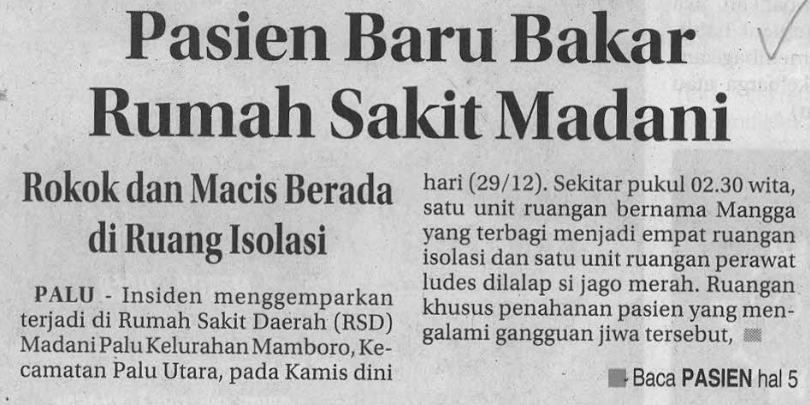 Pasien Baru Bakar
Rumah Sakit Madani
Rokok dan Macis Berada
di Ruang Isolasi
PALU - Insiden menggemparkan
terjadi di Rumah Sakit Daerah (RSD)
Madani Palu Kelurahan Mamboro, Ke-
camatan Palu Utara, pada Kamis dini
hari (29/12). Sekitar pukul 02.30 wita,
satu unit ruangan bernama Mangga
yang terbagi menjadi empat ruangan
isolasi dan satu unit ruangan perawat
ludes dilalap si jago merah. Ruangan
khusus penahanan pasien yang men-
galami gangguan jiwa tersebut,
Baca PASIEN hal 5